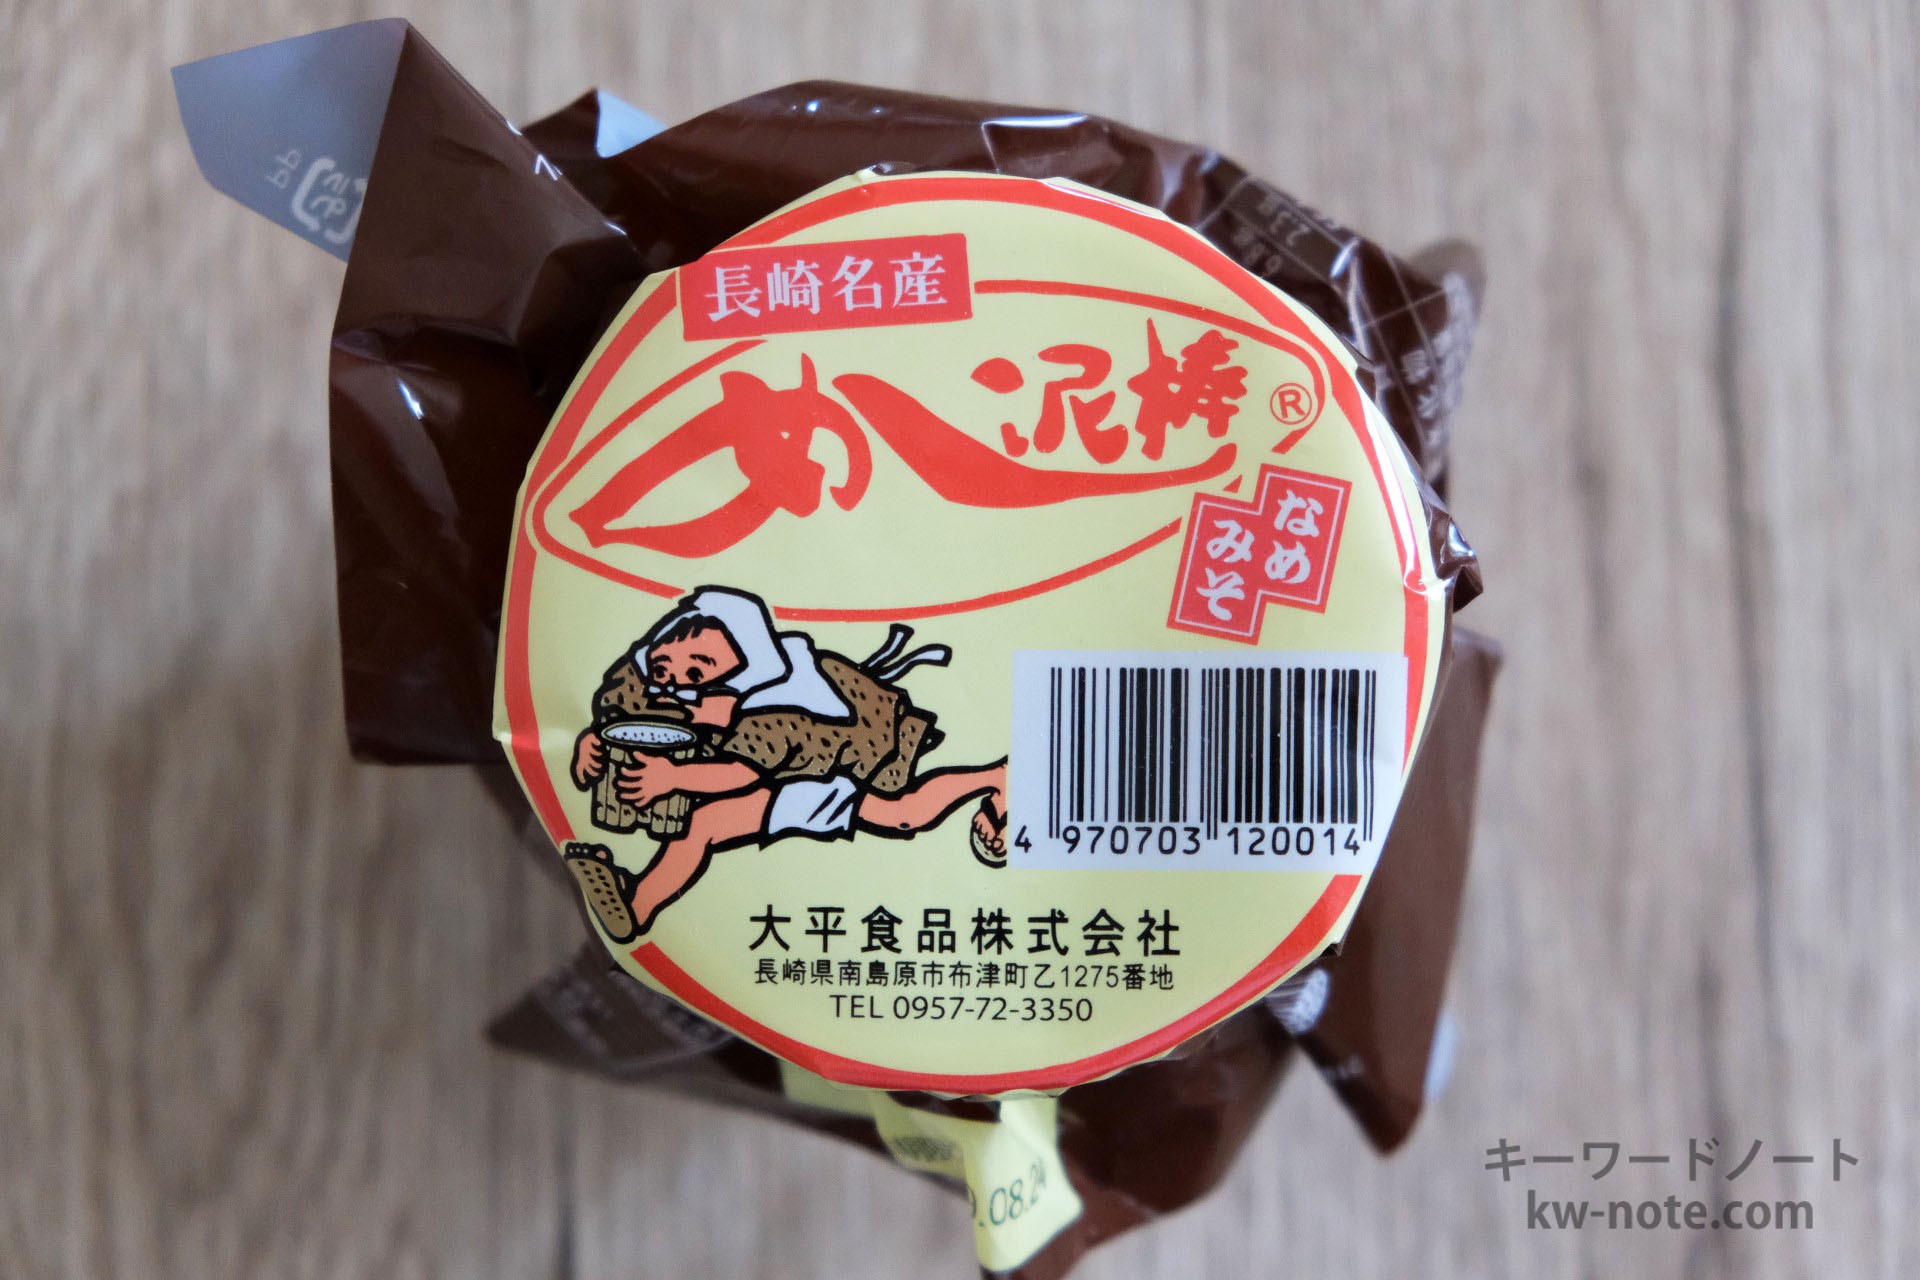 長崎名産
めし泥棒®
なめ
みそ
4 970703 120014
大平食品株式会社
長崎県南島原市布津町乙1275番地
TEL 0957-72-3350
08.24
キーワードノート
kw-note.com